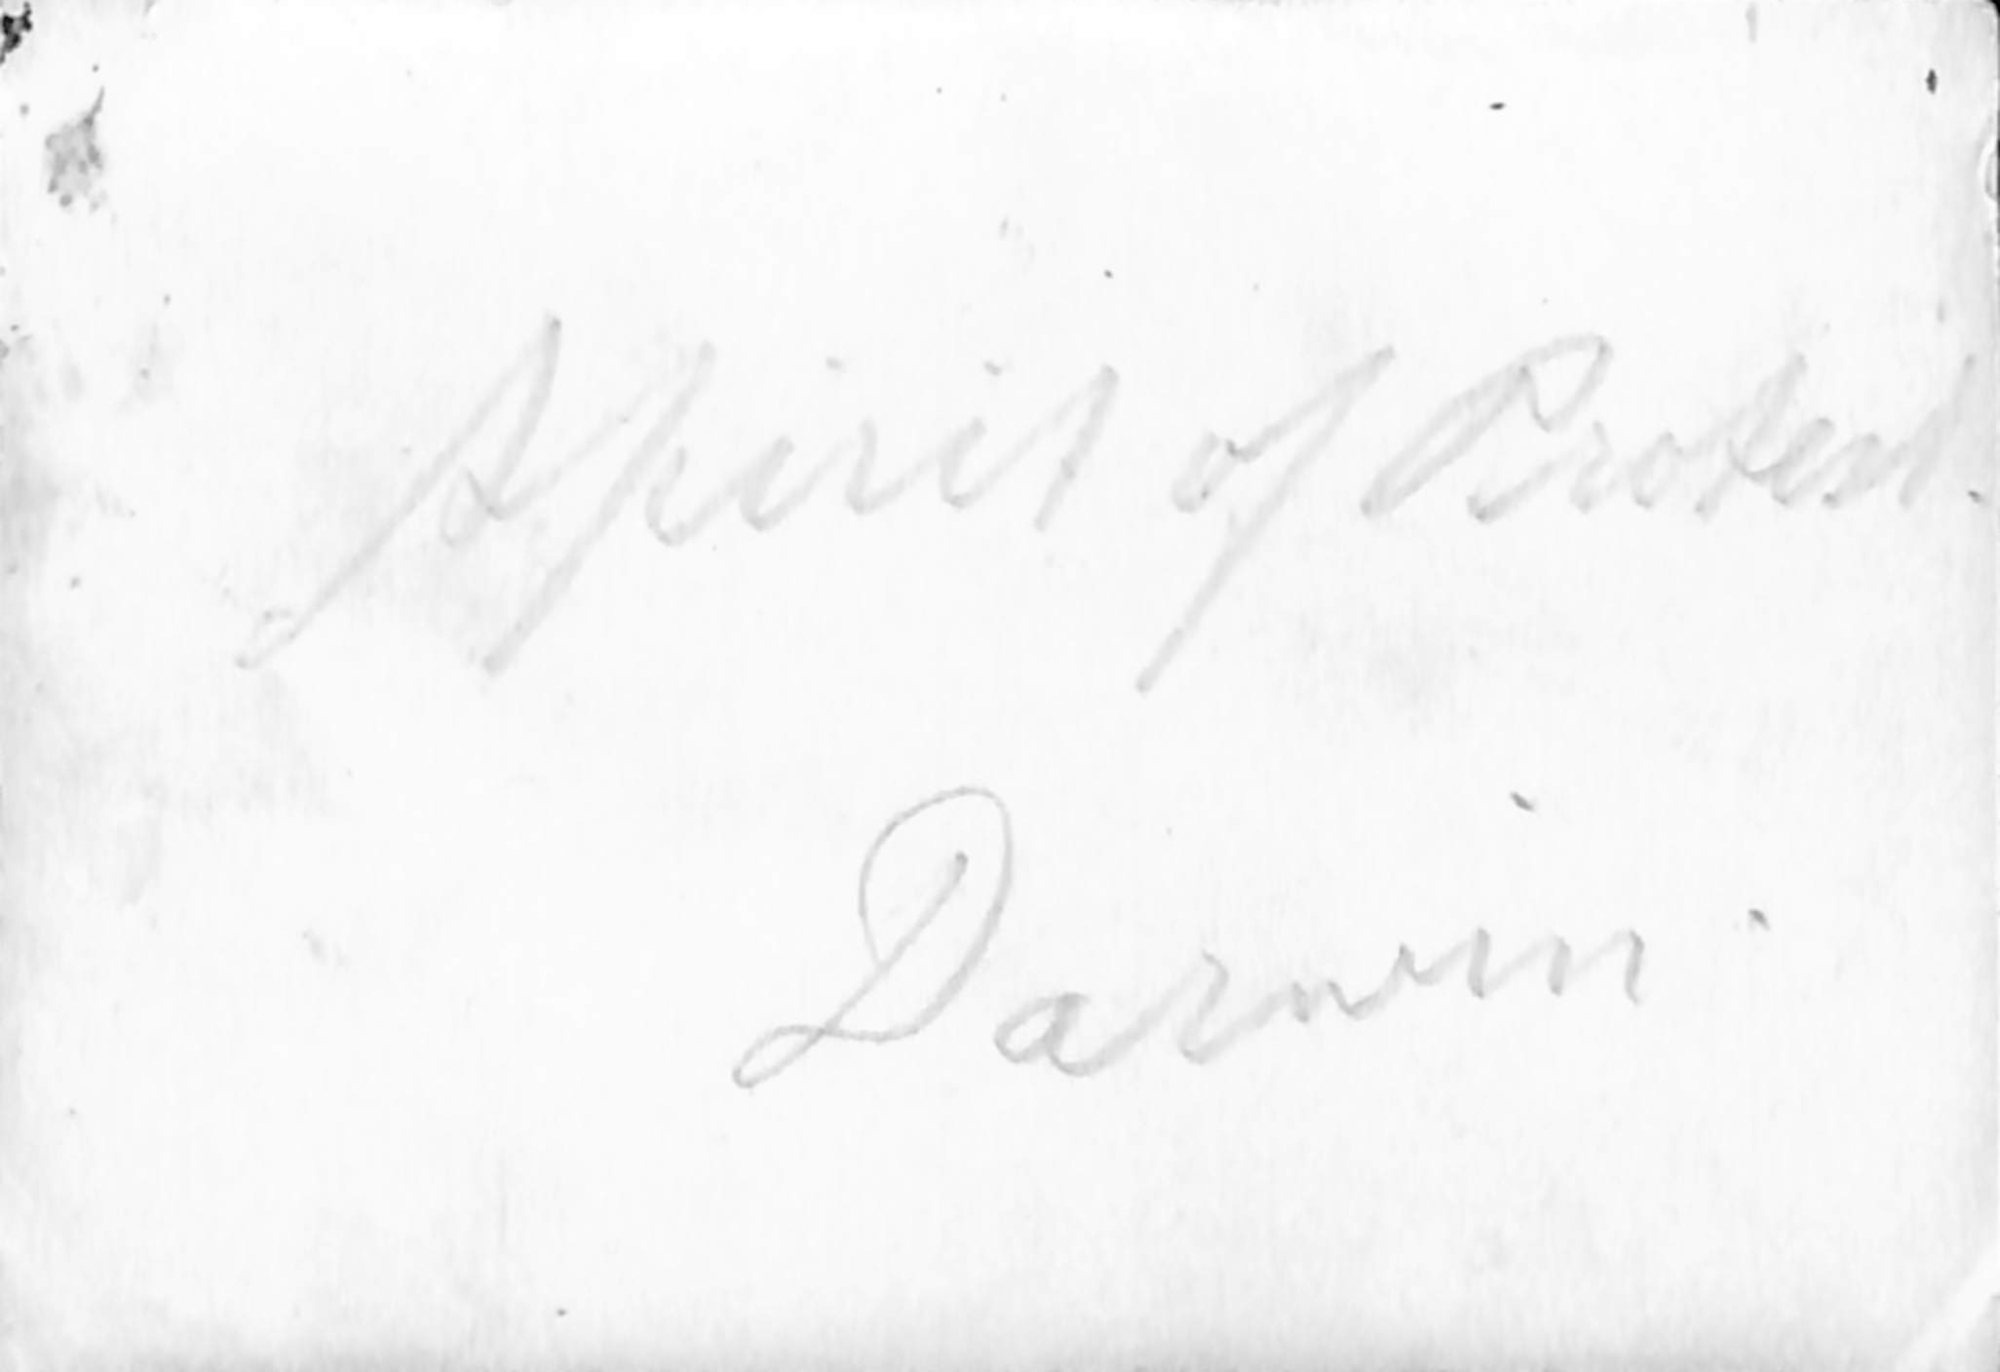 Spirit of Protest.
Darwin.